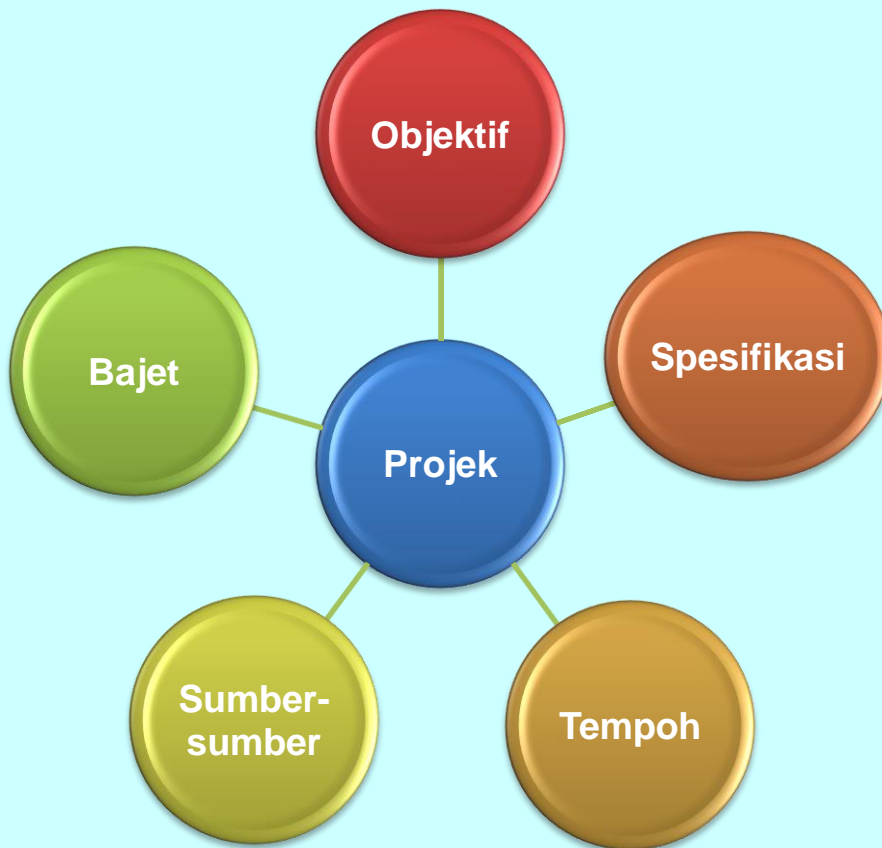 Objektif
Bajet
Spesifikasi
Projek
Sumber-
sumber
Tempoh